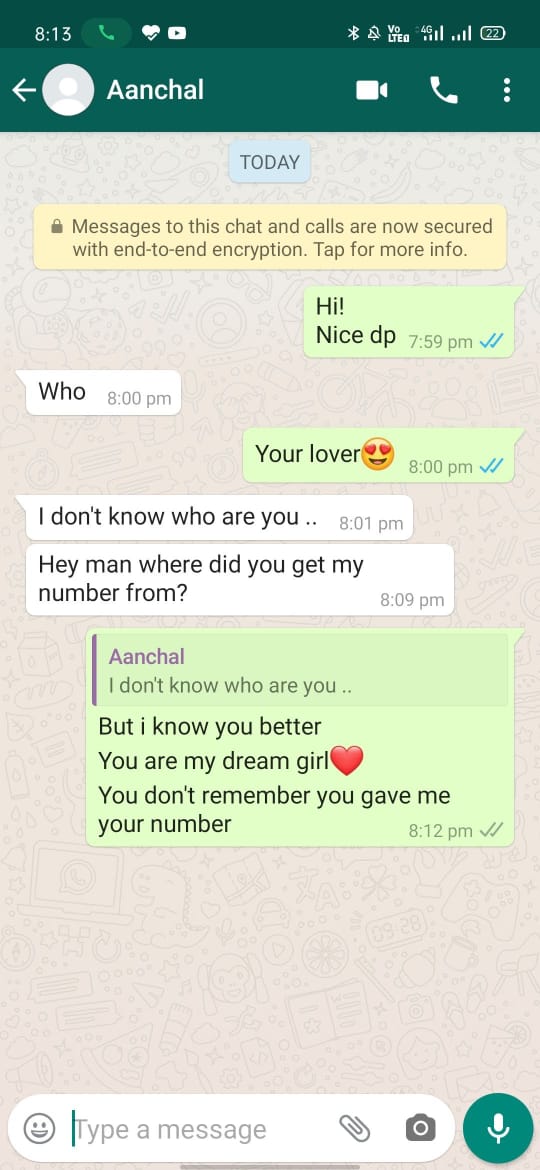 8:13
Vo LTE 4G 22
Aanchal
TODAY
Messages to this chat and calls are now secured
with end-to-end encryption. Tap for more info.
Hi!
Nice dp 7:59 pm
Who 8:00 pm
Your lover😍 8:00 pm
I don't know who are you .. 8:01 pm
Hey man where did you get my
number from?
8:09 pm
Aanchal
I don't know who are you ..
But i know you better
You are my dream girl❤️
You don't remember you gave me
your number 8:12 pm
Type a message